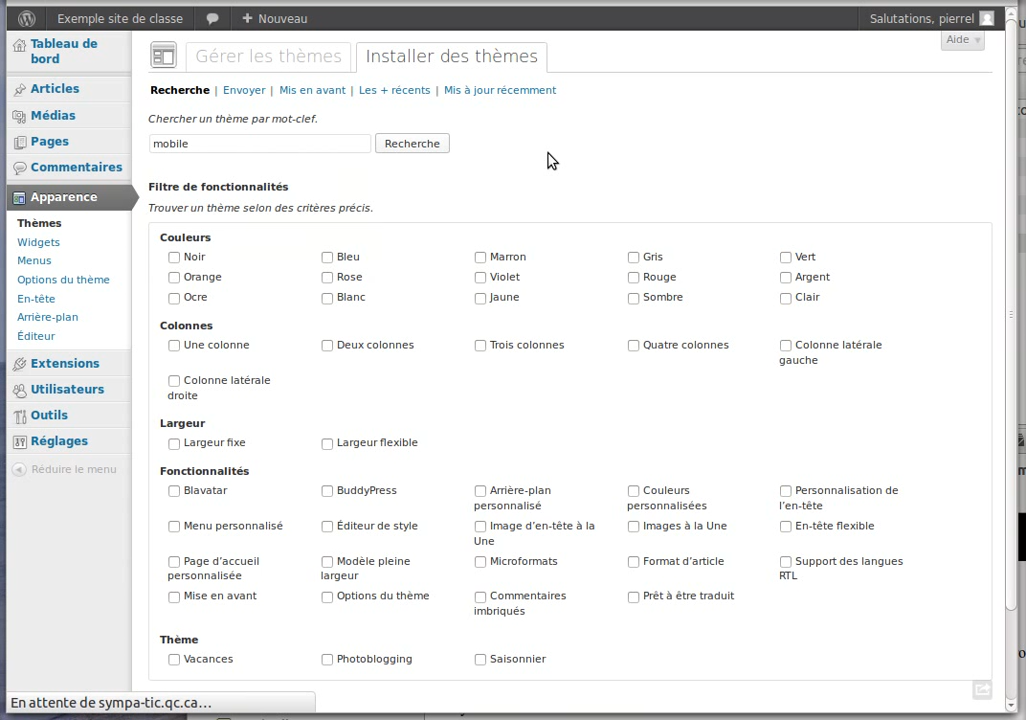 Exemple site de classe
Nouveau
Salutations, pierrel
Aide
Tableau de
bord
Articles
Médias
Pages
Commentaires
Apparence
Thèmes
Widgets
Menus
Options du thème
En-tête
Arrière-plan
Éditeur
Extensions
Utilisateurs
Outils
Réglages
Réduire le menu
Gérer les thèmes
Installer des thèmes
Recherche | Envoyer | Mis en avant | Les + récents | Mis à jour récemment
Chercher un thème par mot-clef.
mobile
Recherche
Filtre de fonctionnalités
Trouver un thème selon des critères précis.
Couleurs
Noir Bleu Marron Gris Vert
Orange Rose Violet Rouge Argent
Ocre Blanc Jaune Sombre Clair
Colonnes
Une colonne Deux colonnes Trois colonnes Quatre colonnes Colonne latérale
gauche
Colonne latérale
droite
Largeur
Largeur fixe Largeur flexible
Fonctionnalités
Blavatar BuddyPress Arrière-plan Couleurs Personnalisation de
personnalisé personnalisées l’en-tête
Menu personnalisé Éditeur de style Image d’en-tête à la Images à la Une En-tête flexible
Une
Page d’accueil Modèle pleine Microformats Format d’article Support des langues
personnalisée largeur RTL
Mise en avant Options du thème Commentaires Prêt à être traduit
imbriqués
Thème
Vacances Photoblogging Saisonnier
En attente de sympa-tic.qc.ca…